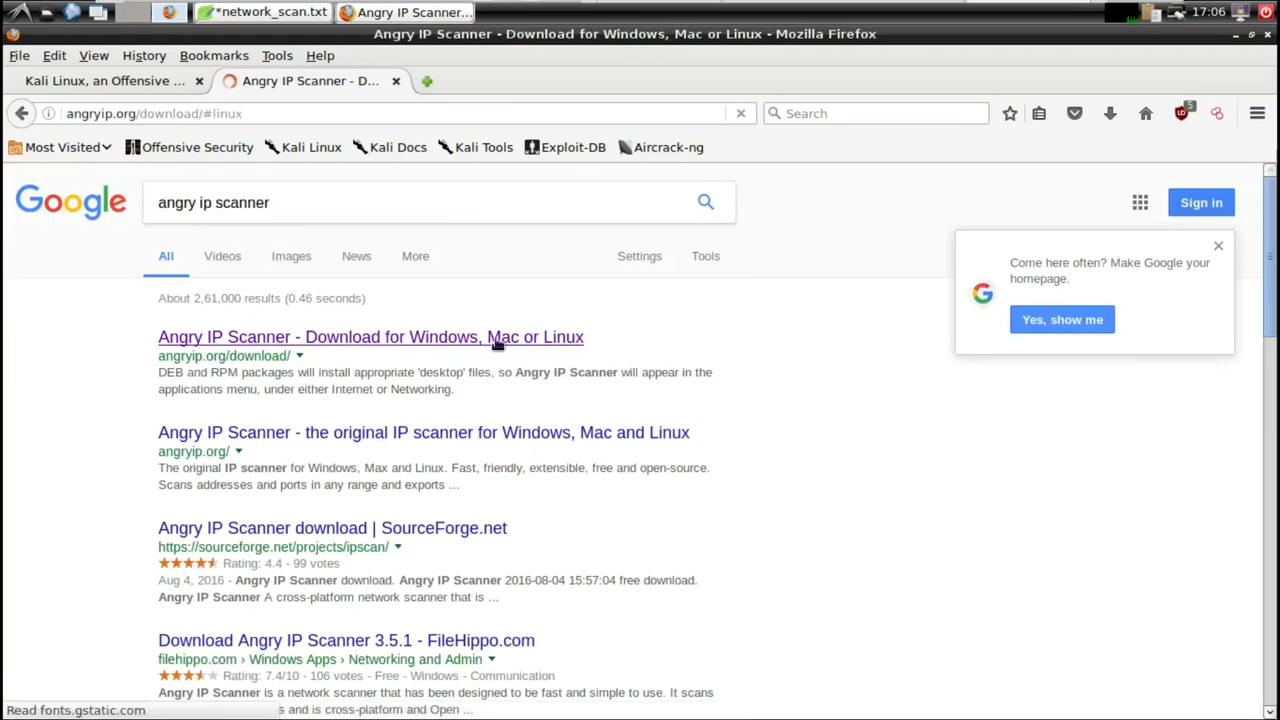 *network_scan.txt Angry IP Scanner... 17:06
Angry IP Scanner - Download for Windows, Mac or Linux - Mozilla Firefox
File Edit View History Bookmarks Tools Help
Kali Linux, an Offensive ... Angry IP Scanner - D...
angryip.org/download/#linux Search 5
Most Visited Offensive Security Kali Linux Kali Docs Kali Tools Exploit-DB Aircrack-ng
Google angry ip scanner Sign in
All Videos Images News More Settings Tools
Come here often? Make Google your
homepage.
Yes, show me
About 2,61,000 results (0.46 seconds)
Angry IP Scanner - Download for Windows, Mac or Linux
angryip.org/download/
DEB and RPM packages will install appropriate 'desktop' files, so Angry IP Scanner will appear in the
applications menu, under either Internet or Networking.
Angry IP Scanner - the original IP scanner for Windows, Mac and Linux
angryip.org/
The original IP scanner for Windows, Max and Linux. Fast, friendly, extensible, free and open-source.
Scans addresses and ports in any range and exports ...
Angry IP Scanner download | SourceForge.net
https://sourceforge.net/projects/ipscan/
Rating: 4.4 - 99 votes
Aug 4, 2016 - Angry IP Scanner download. Angry IP Scanner 2016-08-04 15:57:04 free download.
Angry IP Scanner A cross-platform network scanner that is ...
Download Angry IP Scanner 3.5.1 - FileHippo.com
filehippo.com › Windows Apps › Networking and Admin
Rating: 7.4/10 - 106 votes - Free - Windows - Communication
Angry IP Scanner is a network scanner that has been designed to be fast and simple to use. It scans
s and is cross-platform and Open ...
Read fonts.gstatic.com